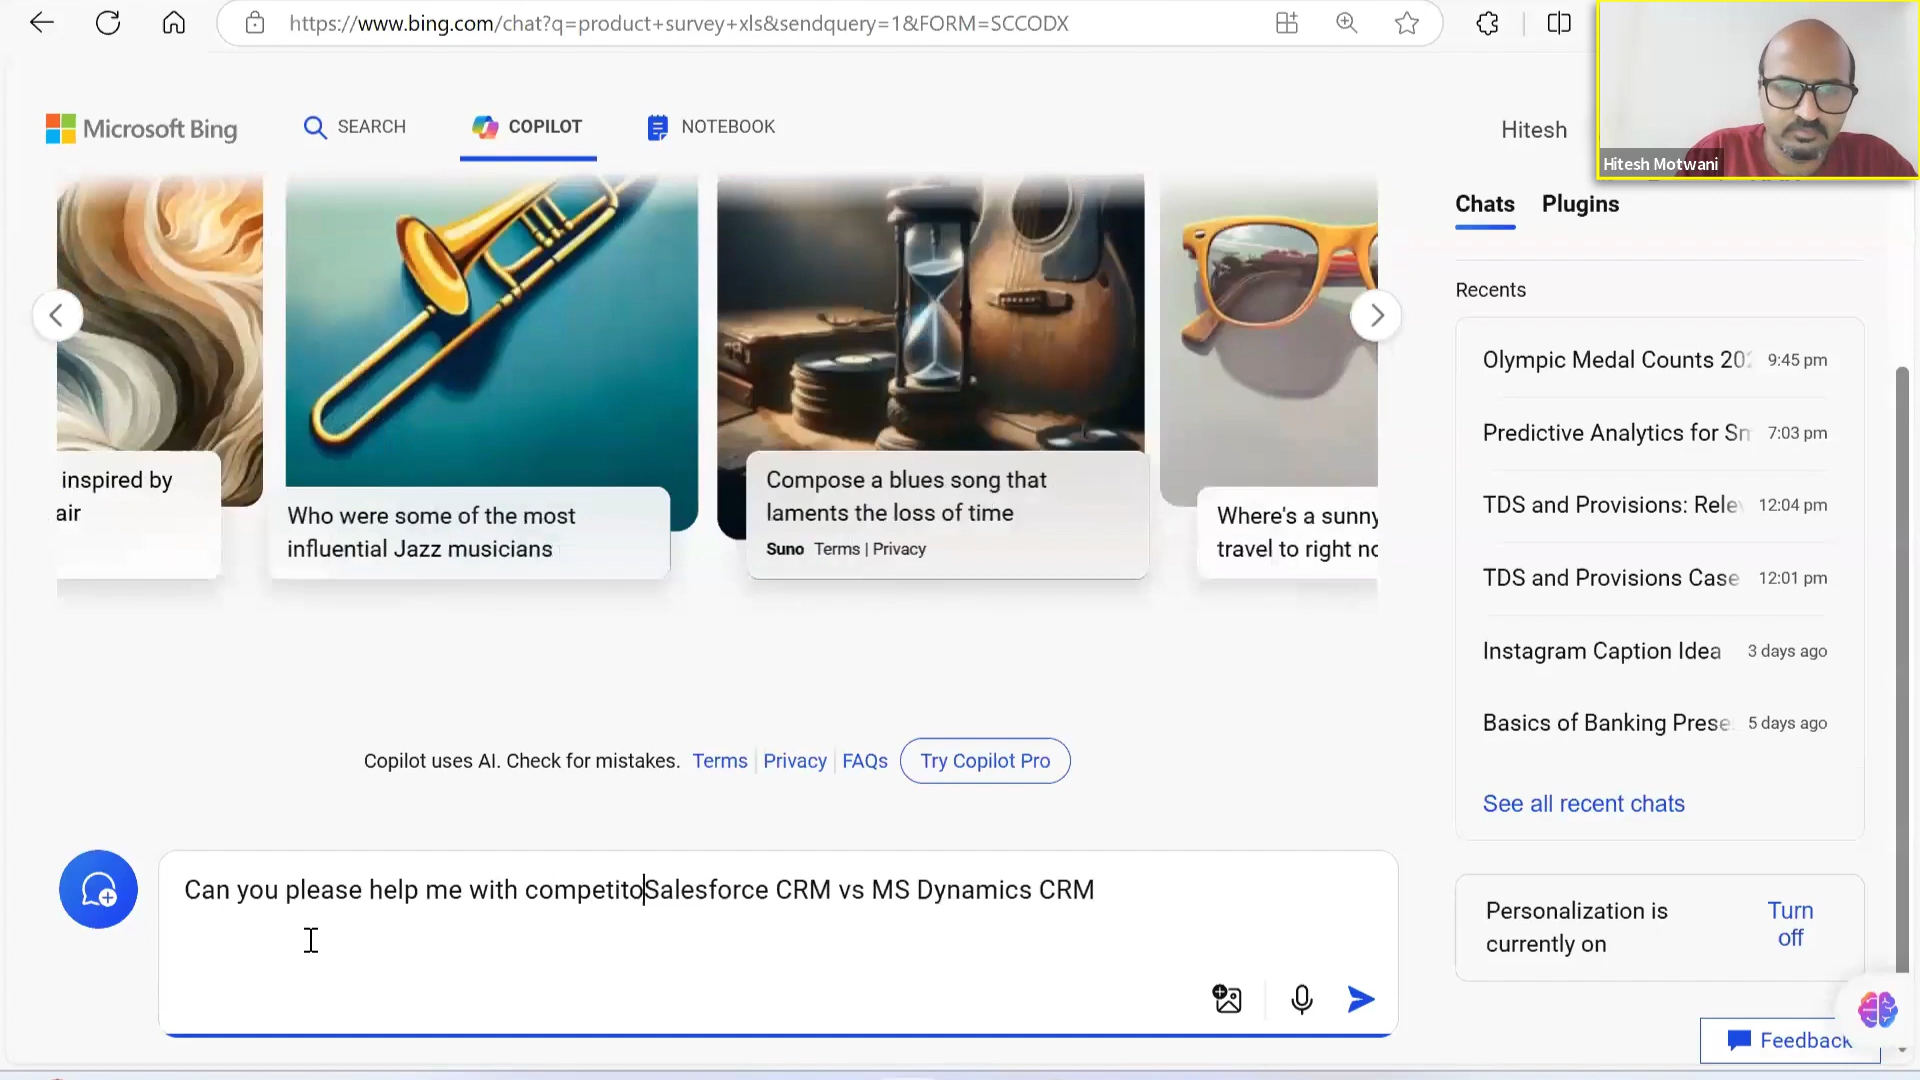 https://www.bing.com/chat?q=product+survey+xls&sendquery=1&FORM=SCCODX
Microsoft Bing
SEARCH
COPILOT
NOTEBOOK
Hitesh
Hitesh Motwani
Chats
Plugins
Recents
Olympic Medal Counts 202 9:45 pm
Predictive Analytics for Sm 7:03 pm
TDS and Provisions: Relev 12:04 pm
TDS and Provisions Case 12:01 pm
Instagram Caption Idea 3 days ago
Basics of Banking Prese 5 days ago
See all recent chats
inspired by
air
Who were some of the most
influential Jazz musicians
Compose a blues song that
laments the loss of time
Suno Terms | Privacy
Where's a sunny
travel to right no
Copilot uses AI. Check for mistakes. Terms Privacy FAQs Try Copilot Pro
Can you please help me with competitoSalesforce CRM vs MS Dynamics CRM
Personalization is
currently on
Turn
off
Feedback